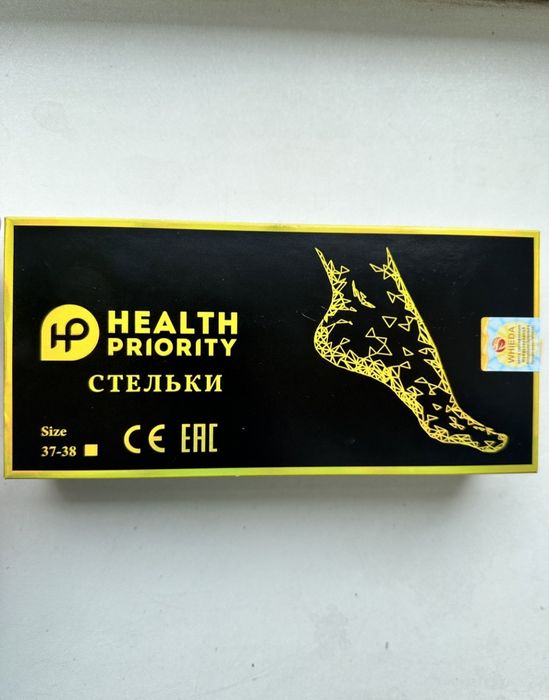 HEALTH
PRIORITY
СТЕЛЬКИ
Size
37-38
CE EAC
WHIEDA